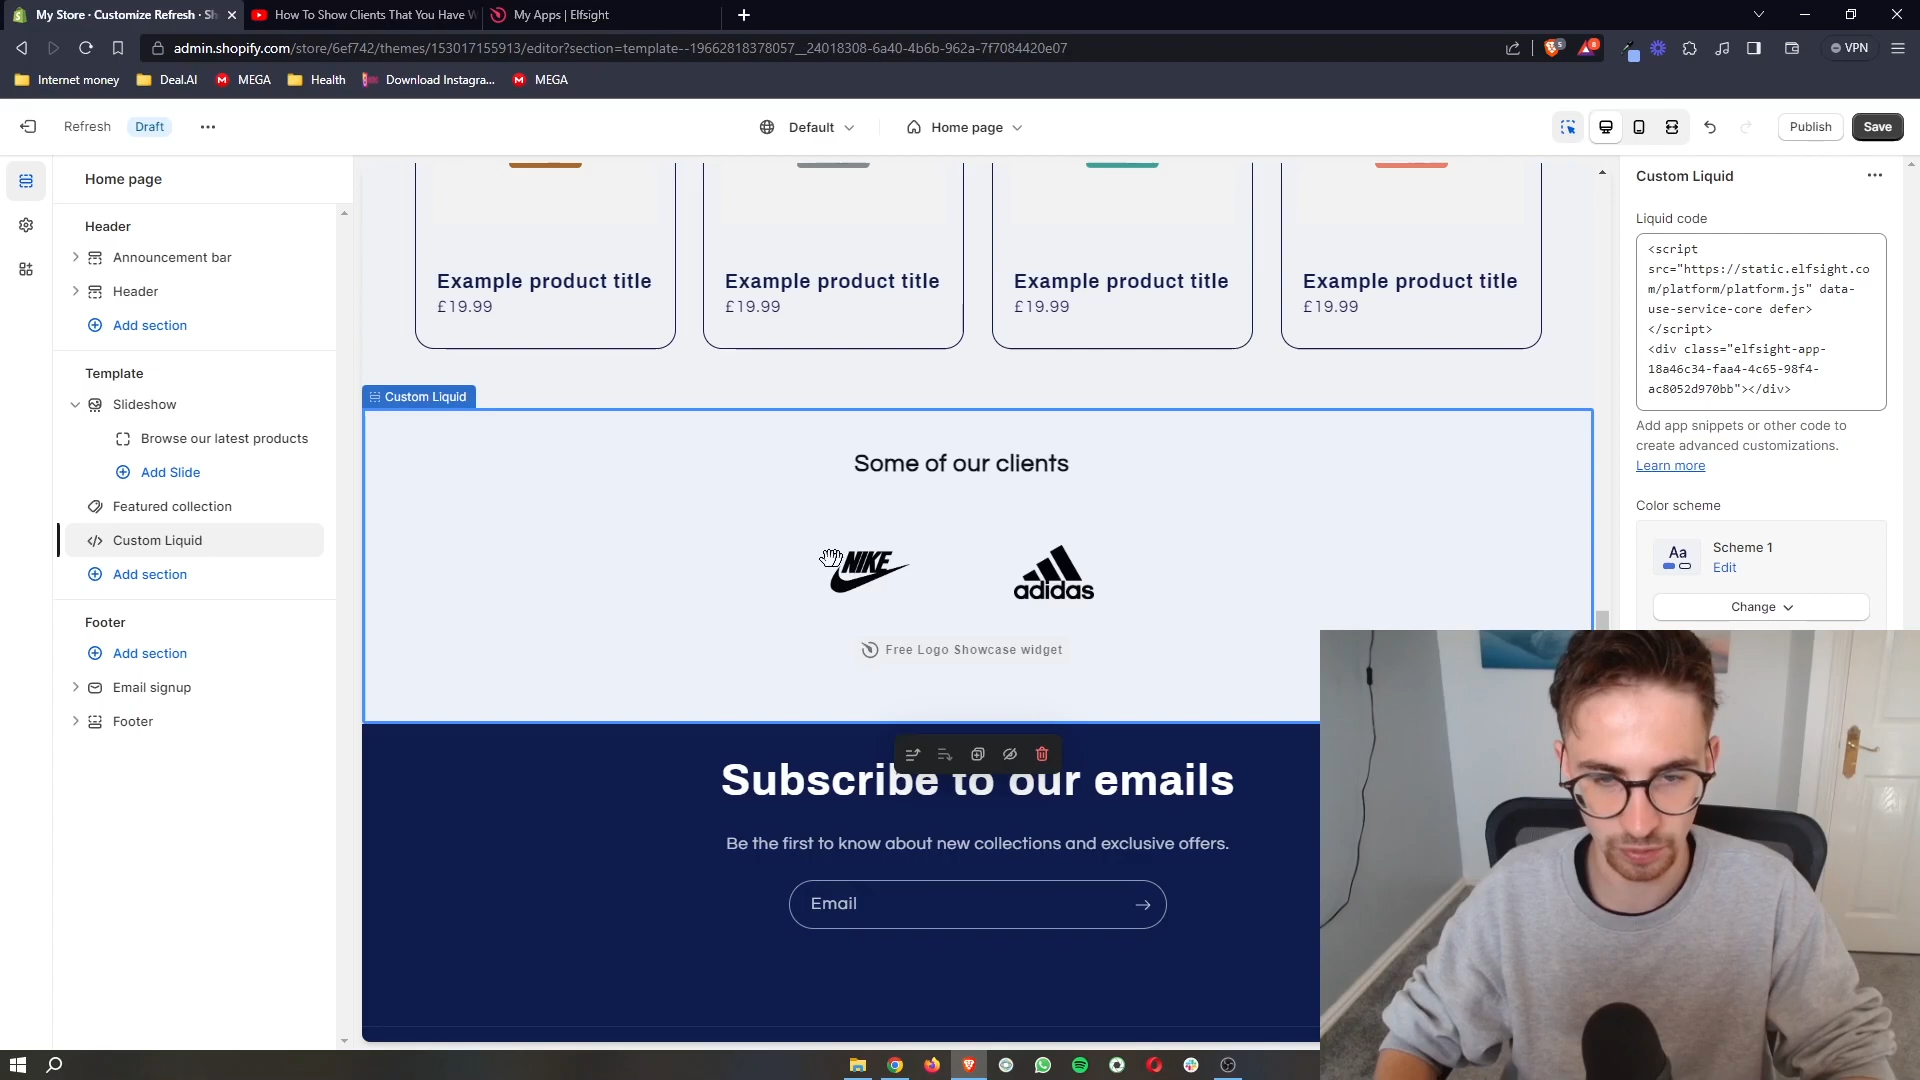 My Store · Customize Refresh · Sh
How To Show Clients That You Have W
My Apps | Elfsight
admin.shopify.com/store/6ef742/themes/153017155913/editor?section=template--19662818378057__24018308-6a40-4b6b-962a-7f7084420e07
5
8
VPN
Internet money
Deal.AI
MEGA
Health
Download Instagra...
MEGA
Refresh
Draft
Default
Home page
Publish
Save
Home page
Header
Announcement bar
Header
Add section
Template
Slideshow
Browse our latest products
Add Slide
Featured collection
Custom Liquid
Add section
Footer
Add section
Email signup
Footer
Example product title
£19.99
Example product title
£19.99
Example product title
£19.99
Example product title
£19.99
Custom Liquid
Some of our clients
NIKE
adidas
Free Logo Showcase widget
Subscribe to our emails
Be the first to know about new collections and exclusive offers.
Email
Custom Liquid
Liquid code
<script
src="https://static.elfsight.co
m/platform/platform.js" data-
use-service-core defer>
</script>
<div class="elfsight-app-
18a46c34-faa4-4c65-98f4-
ac8052d970bb"></div>
Add app snippets or other code to
create advanced customizations.
Learn more
Color scheme
Aa
Scheme 1
Edit
Change